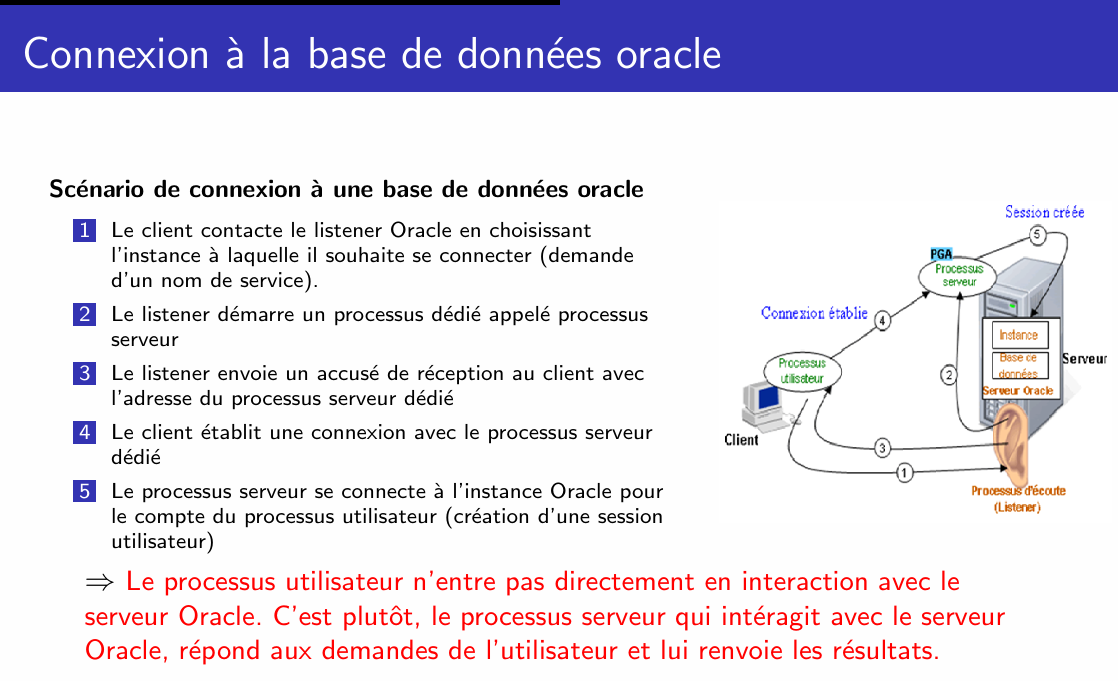 Connexion à la base de données oracle
Scénario de connexion à une base de données oracle
1 Le client contacte le listener Oracle en choisissant
l'instance à laquelle il souhaite se connecter (demande
d'un nom de service).
2 Le listener démarre un processus dédié appelé processus
serveur
3 Le listener envoie un accusé de réception au client avec
l'adresse du processus serveur dédié
4 Le client établit une connexion avec le processus serveur
dédié
5 Le processus serveur se connecte à l'instance Oracle pour
le compte du processus utilisateur (création d'une session
utilisateur)
Session créée
5
PGA
Processus
serveur
Connexion établie
4
Instance
Base de
données
Serveur Oracle
Serveur
Processus
utilisateur
2
Client
3
1
Processus d'écoute
(Listener)
⇒ Le processus utilisateur n'entre pas directement en interaction avec le
serveur Oracle. C'est plutôt, le processus serveur qui intéragit avec le serveur
Oracle, répond aux demandes de l'utilisateur et lui renvoie les résultats.